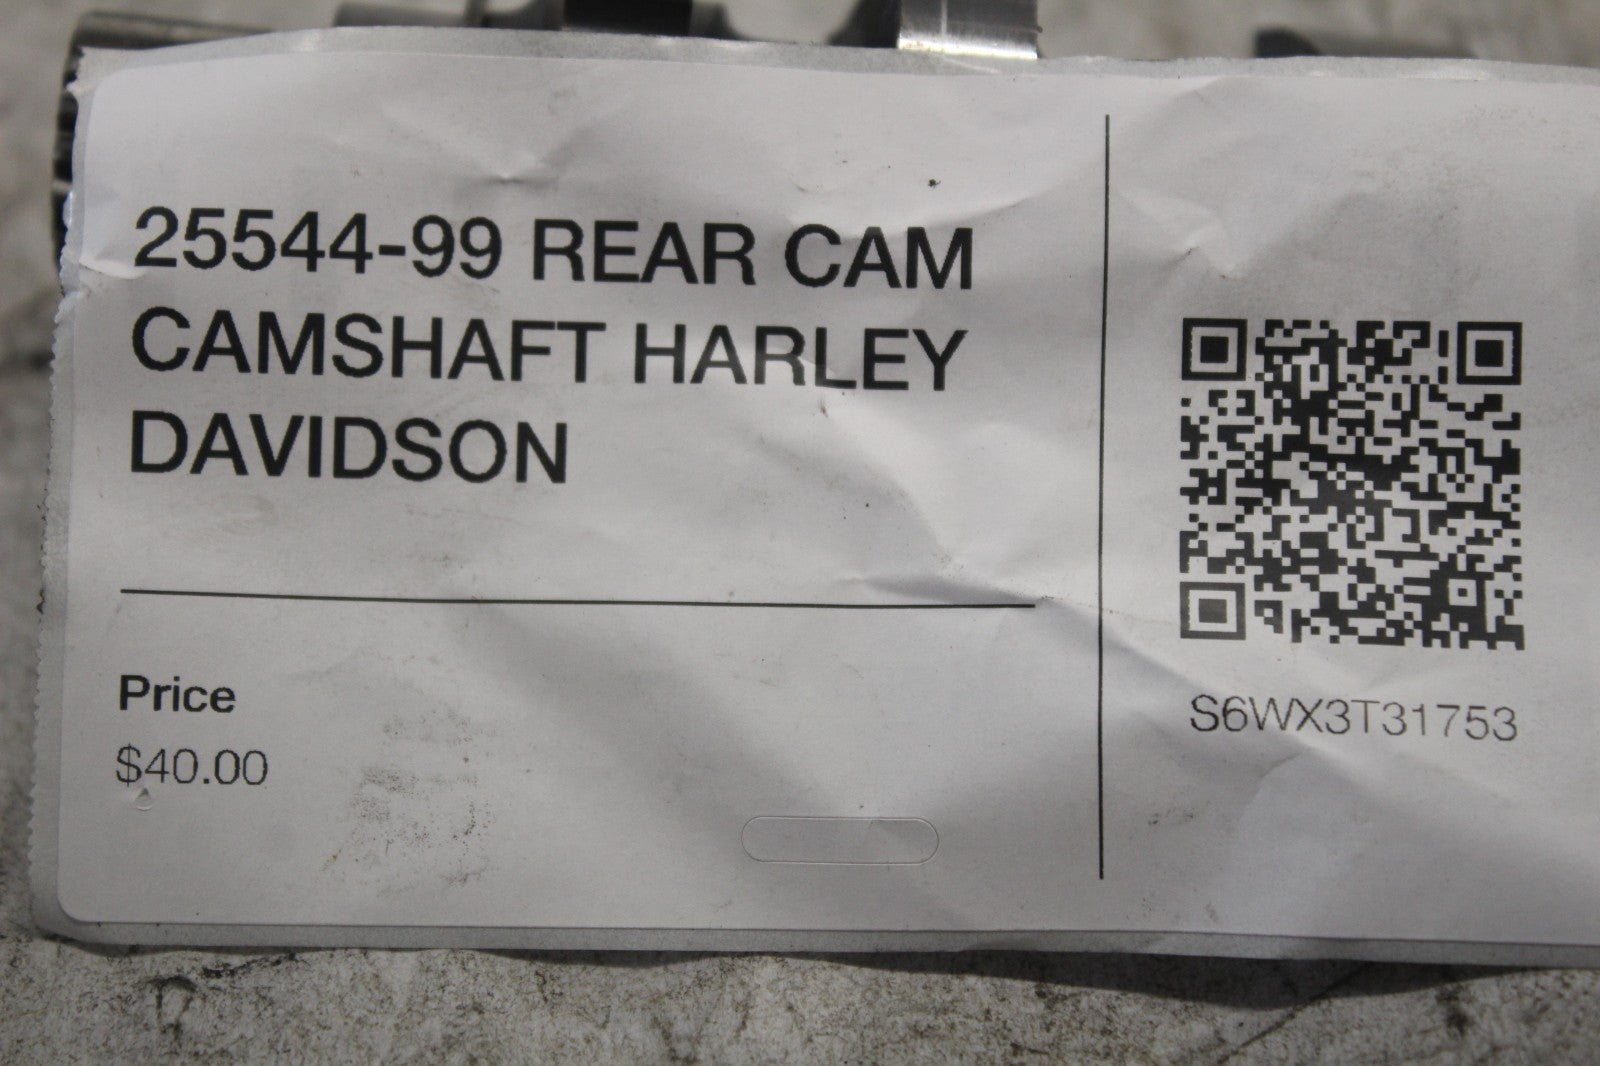 25544-99 REAR CAM
CAMSHAFT HARLEY
DAVIDSON
Price
$40.00
S6WX3T31753